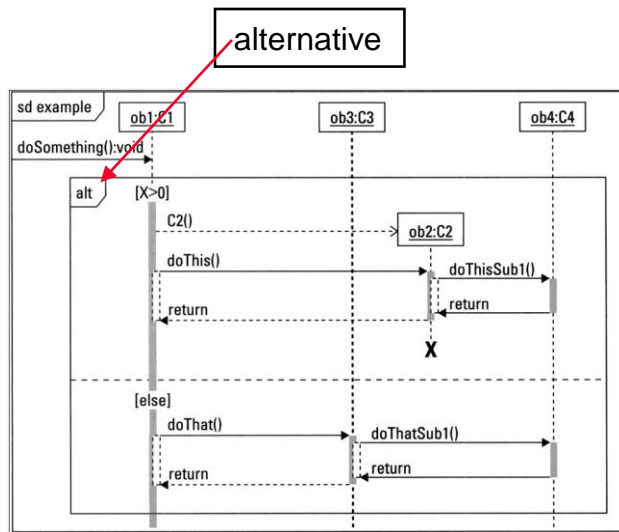 alternative
sd example
ob1:C1
ob3:C3
ob4:C4
doSomething():void
alt
[X>0]
C2()
ob2:C2
doThis()
doThisSub1()
return
return
X
[else]
doThat()
doThatSub1()
return
return